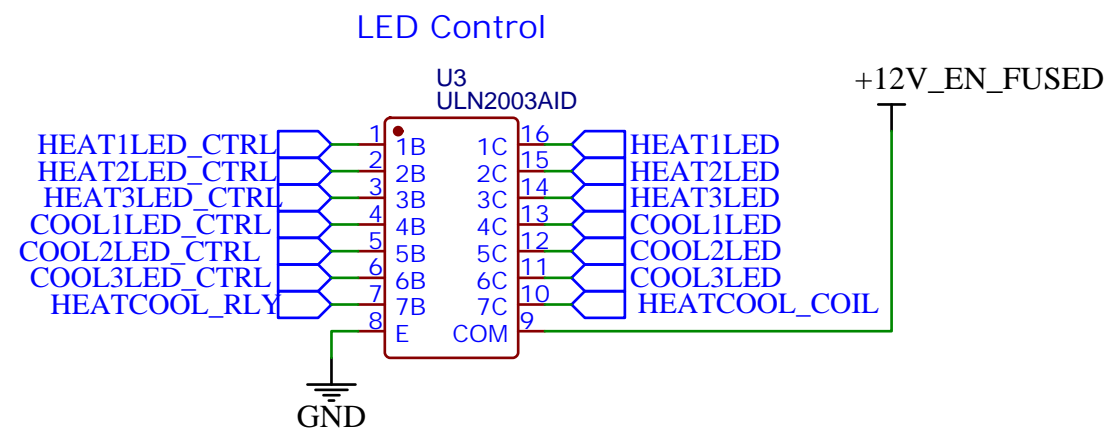 LED Control
U3
ULN2003AID
+12V_EN_FUSED
HEAT1LED_CTRL 1 1B 1C 16 HEAT1LED
HEAT2LED_CTRL 2 2B 2C 15 HEAT2LED
HEAT3LED_CTRL 3 3B 3C 14 HEAT3LED
COOL1LED_CTRL 4 4B 4C 13 COOL1LED
COOL2LED_CTRL 5 5B 5C 12 COOL2LED
COOL3LED_CTRL 6 6B 6C 11 COOL3LED
HEATCOOL_RLY 7 7B 7C 10 HEATCOOL_COIL
8 E COM 9
GND